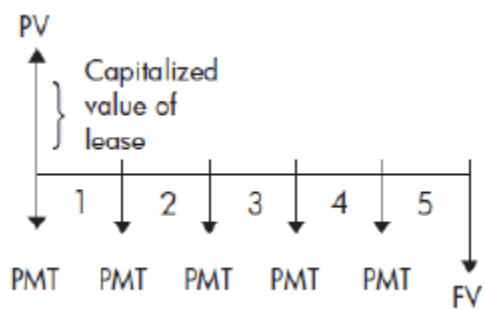 PV
Capitalized
value of
lease
1 2 3 4 5
PMT PMT PMT PMT PMT
FV